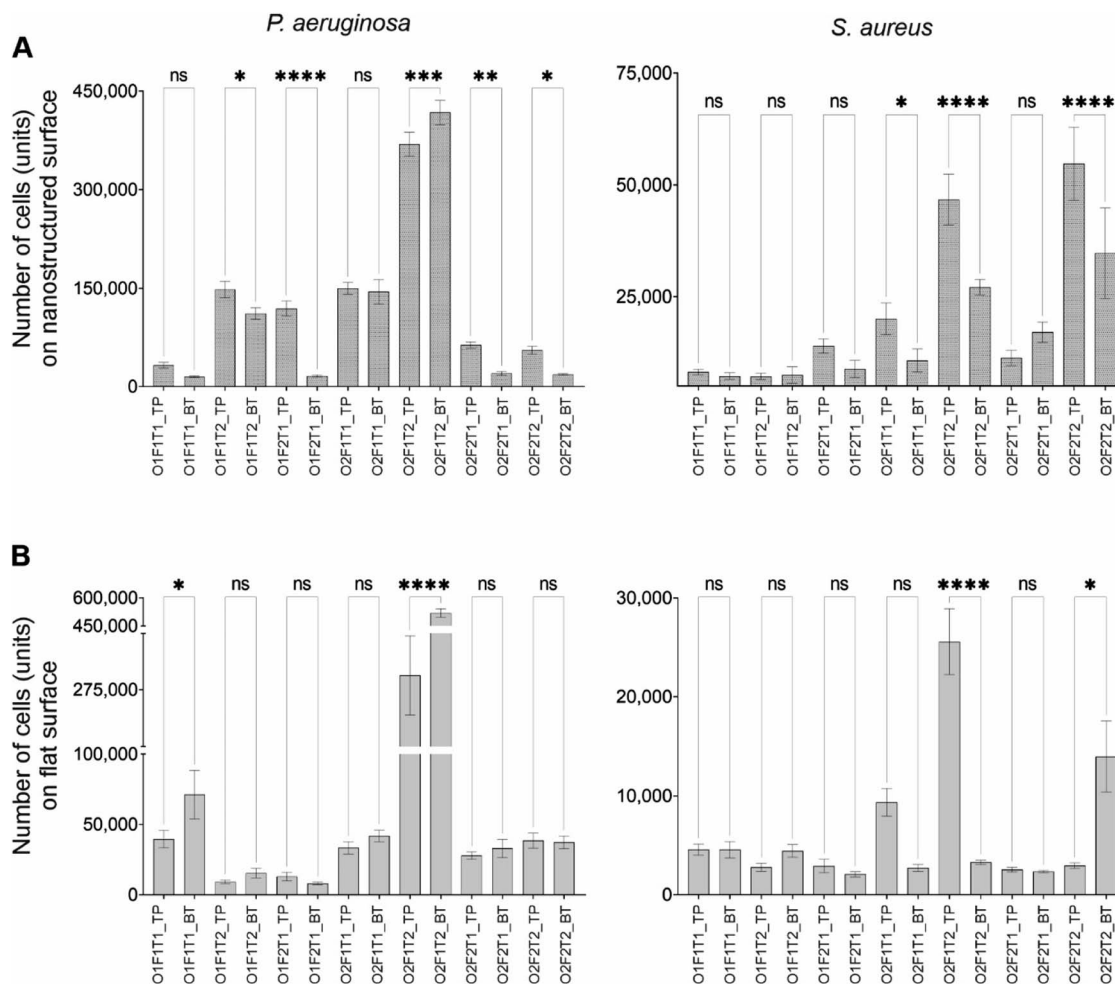 P. aeruginosa
S. aureus
A
Number of cells (units)
on nanostructured surface
450,000
300,000
150,000
0
ns
*
****
ns
***
**
*
O1F1T1_TP
O1F1T1_BT
O1F1T2_TP
O1F1T2_BT
O1F2T1_TP
O1F2T1_BT
O2F1T1_TP
O2F1T1_BT
O2F1T2_TP
O2F1T2_BT
O2F2T1_TP
O2F2T1_BT
O2F2T2_TP
O2F2T2_BT
75,000
50,000
25,000
ns
ns
ns
*
****
ns
****
O1F1T1_TP
O1F1T1_BT
O1F1T2_TP
O1F1T2_BT
O1F2T1_TP
O1F2T1_BT
O2F1T1_TP
O2F1T1_BT
O2F1T2_TP
O2F1T2_BT
O2F2T1_TP
O2F2T1_BT
O2F2T2_TP
O2F2T2_BT
B
Number of cells (units)
on flat surface
600,000
450,000
275,000
100,000
50,000
0
*
ns
ns
ns
****
ns
ns
O1F1T1_TP
O1F1T1_BT
O1F1T2_TP
O1F1T2_BT
O1F2T1_TP
O1F2T1_BT
O2F1T1_TP
O2F1T1_BT
O2F1T2_TP
O2F1T2_BT
O2F2T1_TP
O2F2T1_BT
O2F2T2_TP
O2F2T2_BT
30,000
20,000
10,000
0
ns
ns
ns
ns
****
ns
*
O1F1T1_TP
O1F1T1_BT
O1F1T2_TP
O1F1T2_BT
O1F2T1_TP
O1F2T1_BT
O2F1T1_TP
O2F1T1_BT
O2F1T2_TP
O2F1T2_BT
O2F2T1_TP
O2F2T1_BT
O2F2T2_TP
O2F2T2_BT